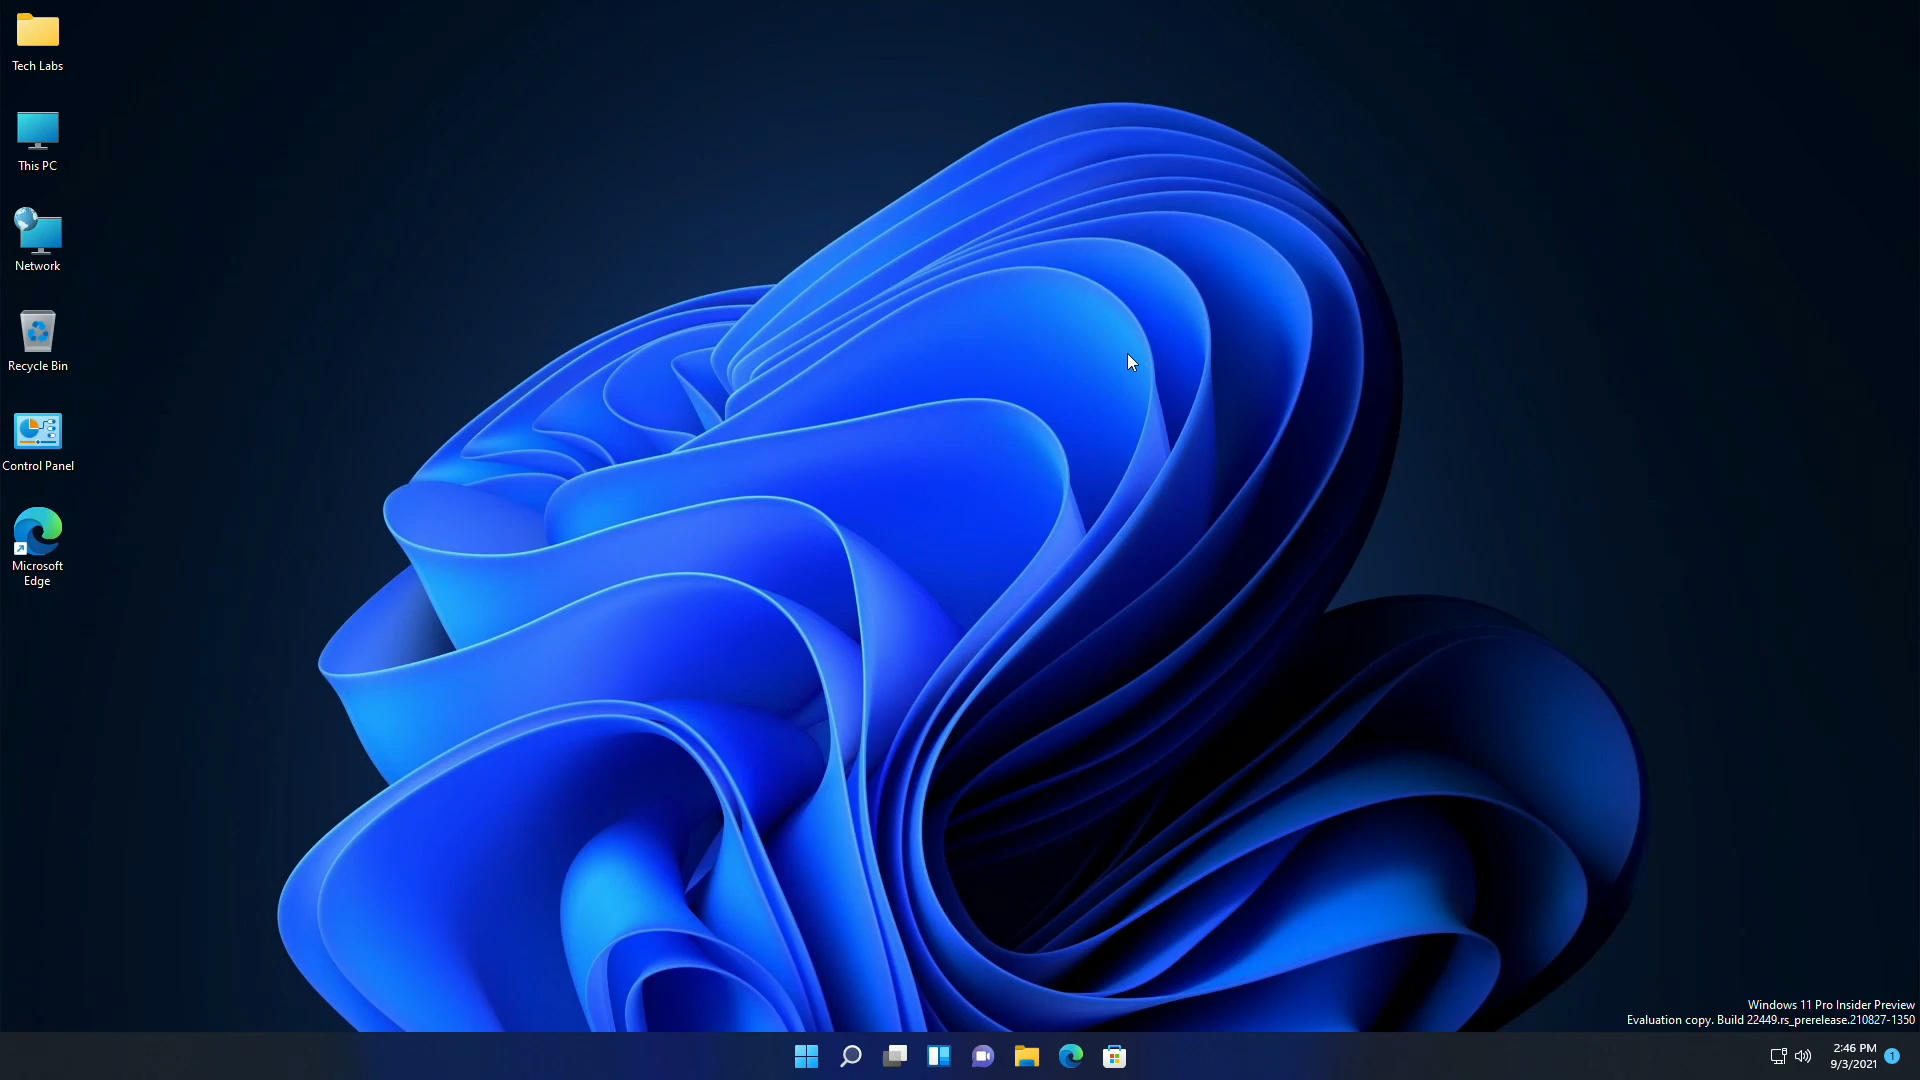 Tech Labs
This PC
Network
Recycle Bin
Control Panel
Microsoft
Edge
Windows 11 Pro Insider Preview
Evaluation copy. Build 22449.rs_prerelease.210827-1350
2:46 PM
9/3/2021
1